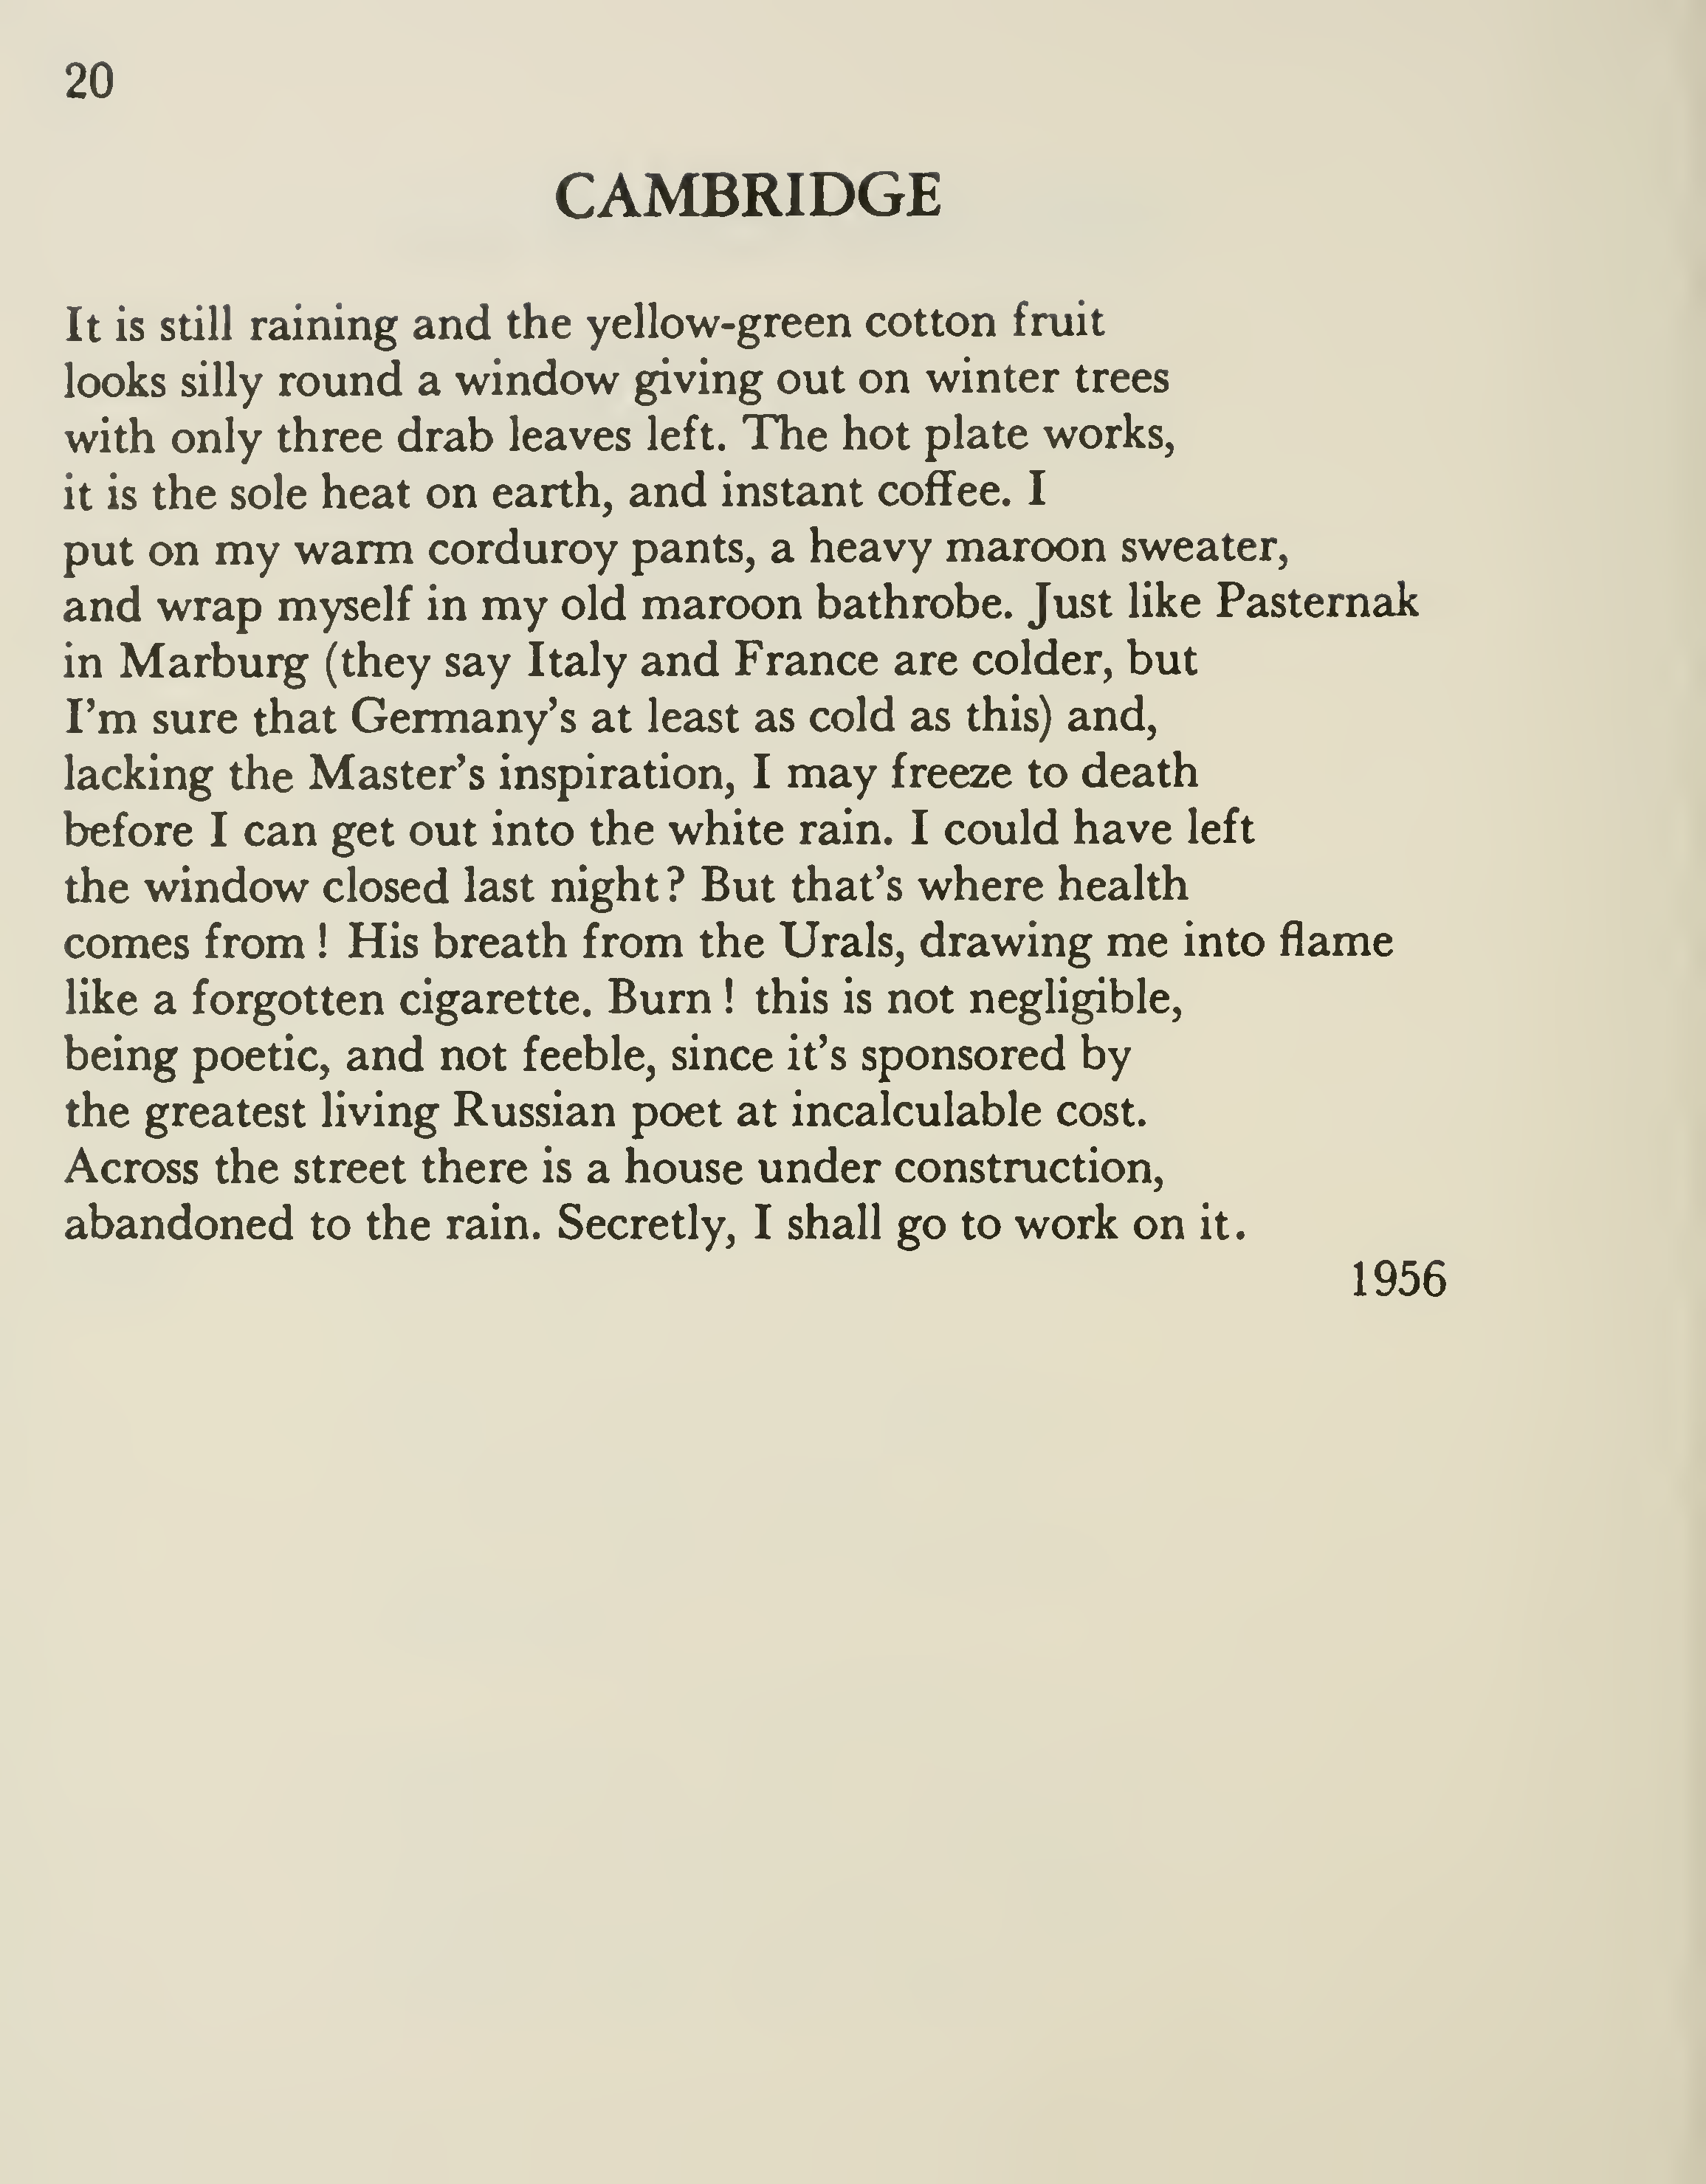 20
CAMBRIDGE
It is still raining and the yellow-green cotton fruit
looks silly round a window giving out on winter trees
with only three drab leaves left. The hot plate works,
it is the sole heat on earth, and instant coffee. I
put on my warm corduroy pants, a heavy maroon sweater,
and wrap myself in my old maroon bathrobe. Just like Pasternak
in Marburg (they say Italy and France are colder, but
I'm sure that Germany's at least as cold as this) and,
lacking the Master's inspiration, I may freeze to death
before I can get out into the white rain. I could have left
the window closed last night? But that's where health
comes from! His breath from the Urals, drawing me into flame
like a forgotten cigarette. Burn! this is not negligible,
being poetic, and not feeble, since it's sponsored by
the greatest living Russian poet at incalculable cost.
Across the street there is a house under construction,
abandoned to the rain. Secretly, I shall go to work on it.
1956